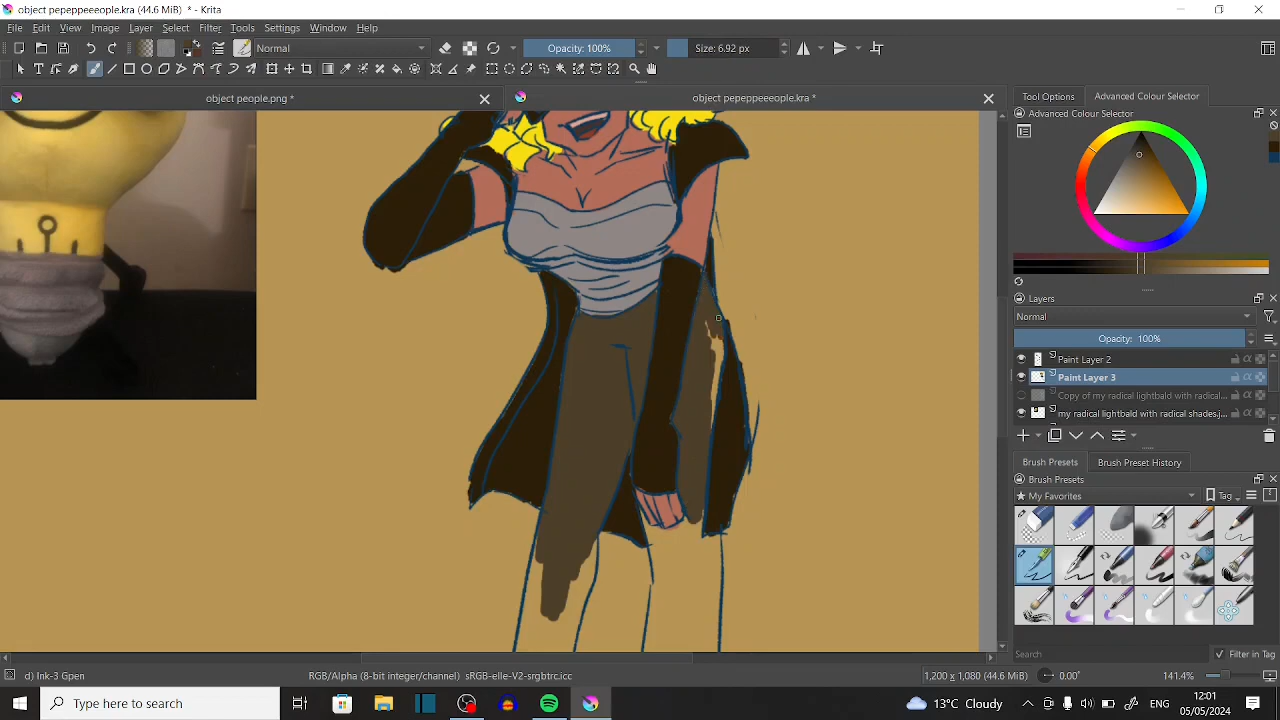 object pepeppeeople.kra (44.6 MiB) * - Krita
File Edit View Image Layer Select Filter Tools Settings Window Help
Normal Opacity: 100% Size: 6.92 px
object people.png * object pepeppeeople.kra * Tool Options Advanced Colour Selector
Advanced Colour Selector
Layers
Normal
Opacity: 100%
Paint Layer 2
Paint Layer 3
Copy of my radical lightbald with radical...
my radical lightbald with radical shades.j...
Brush Presets Brush Preset History
Brush Presets
My Favorites Tag
Search Filter in Tag
d) Ink-3 Gpen RGB/Alpha (8-bit integer/channel) sRGB-elle-V2-srgbtrc.icc 1,200 x 1,080 (44.6 MiB) 0.00° 141.4%
Type here to search 13°C Cloudy ENG 12:01
05/05/2024